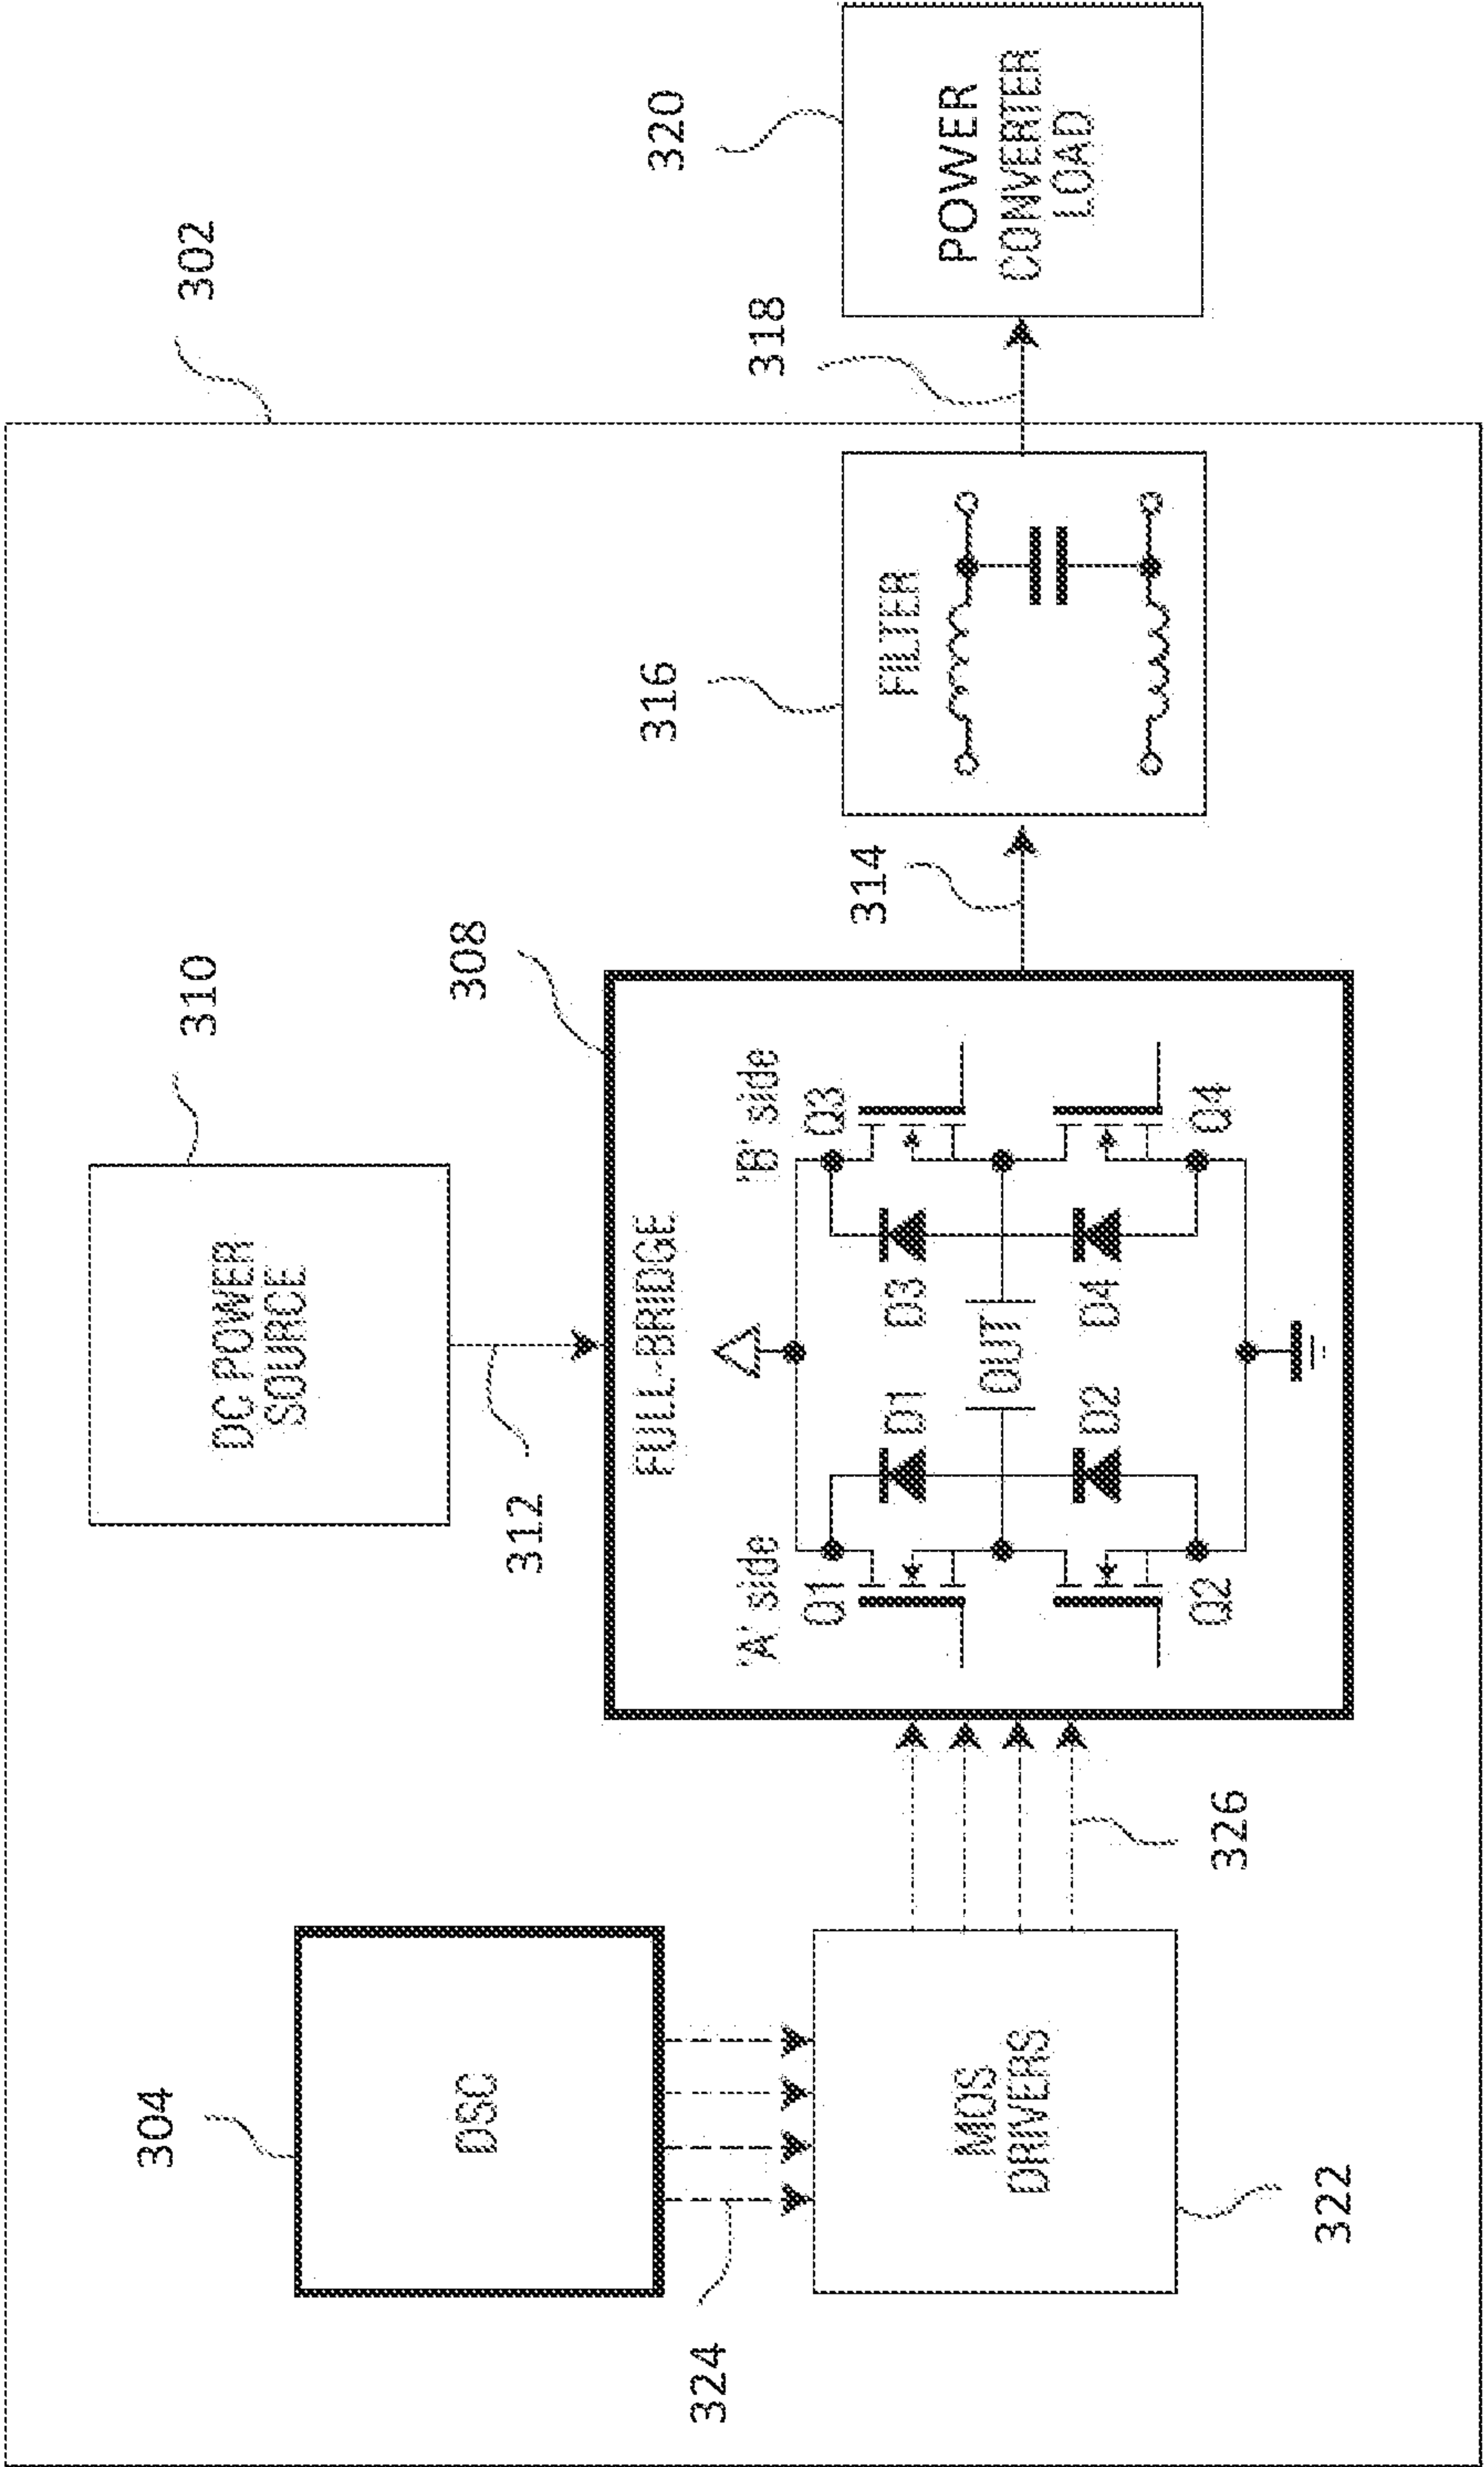 302
310
DC POWER
SOURCE
304
DSC
312
308
FULL-BRIDGE
'A' side
'B' side
Q1
Q3
D1
D3
OUT
D2
D4
Q2
Q4
324
MOS
DRIVERS
322
326
314
316
FILTER
318
320
POWER
CONVERTER
LOAD